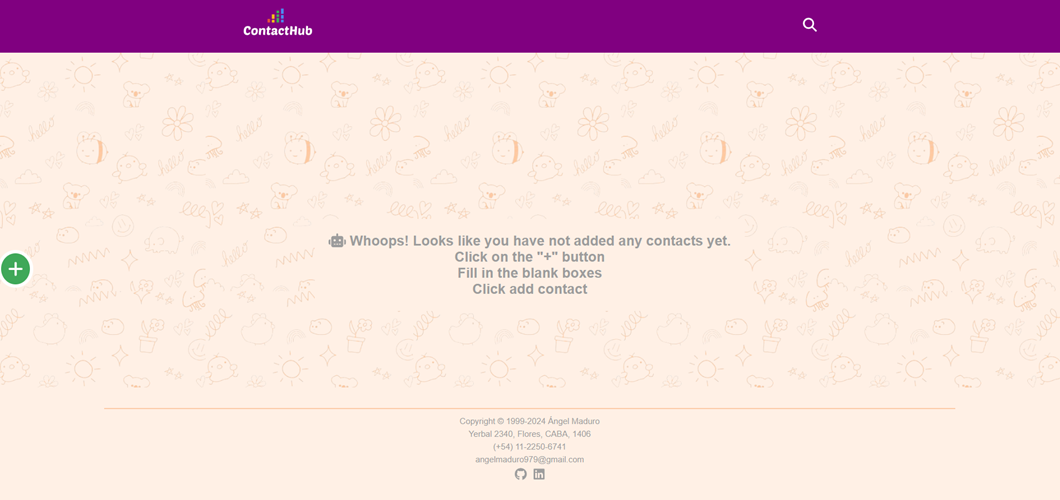 ContactHub
Whoops! Looks like you have not added any contacts yet.
Click on the "+" button
Fill in the blank boxes
Click add contact
Copyright © 1999-2024 Ángel Maduro
Yerbal 2340, Flores, CABA, 1406
(+54) 11-2250-6741
angelmaduro979@gmail.com
hello